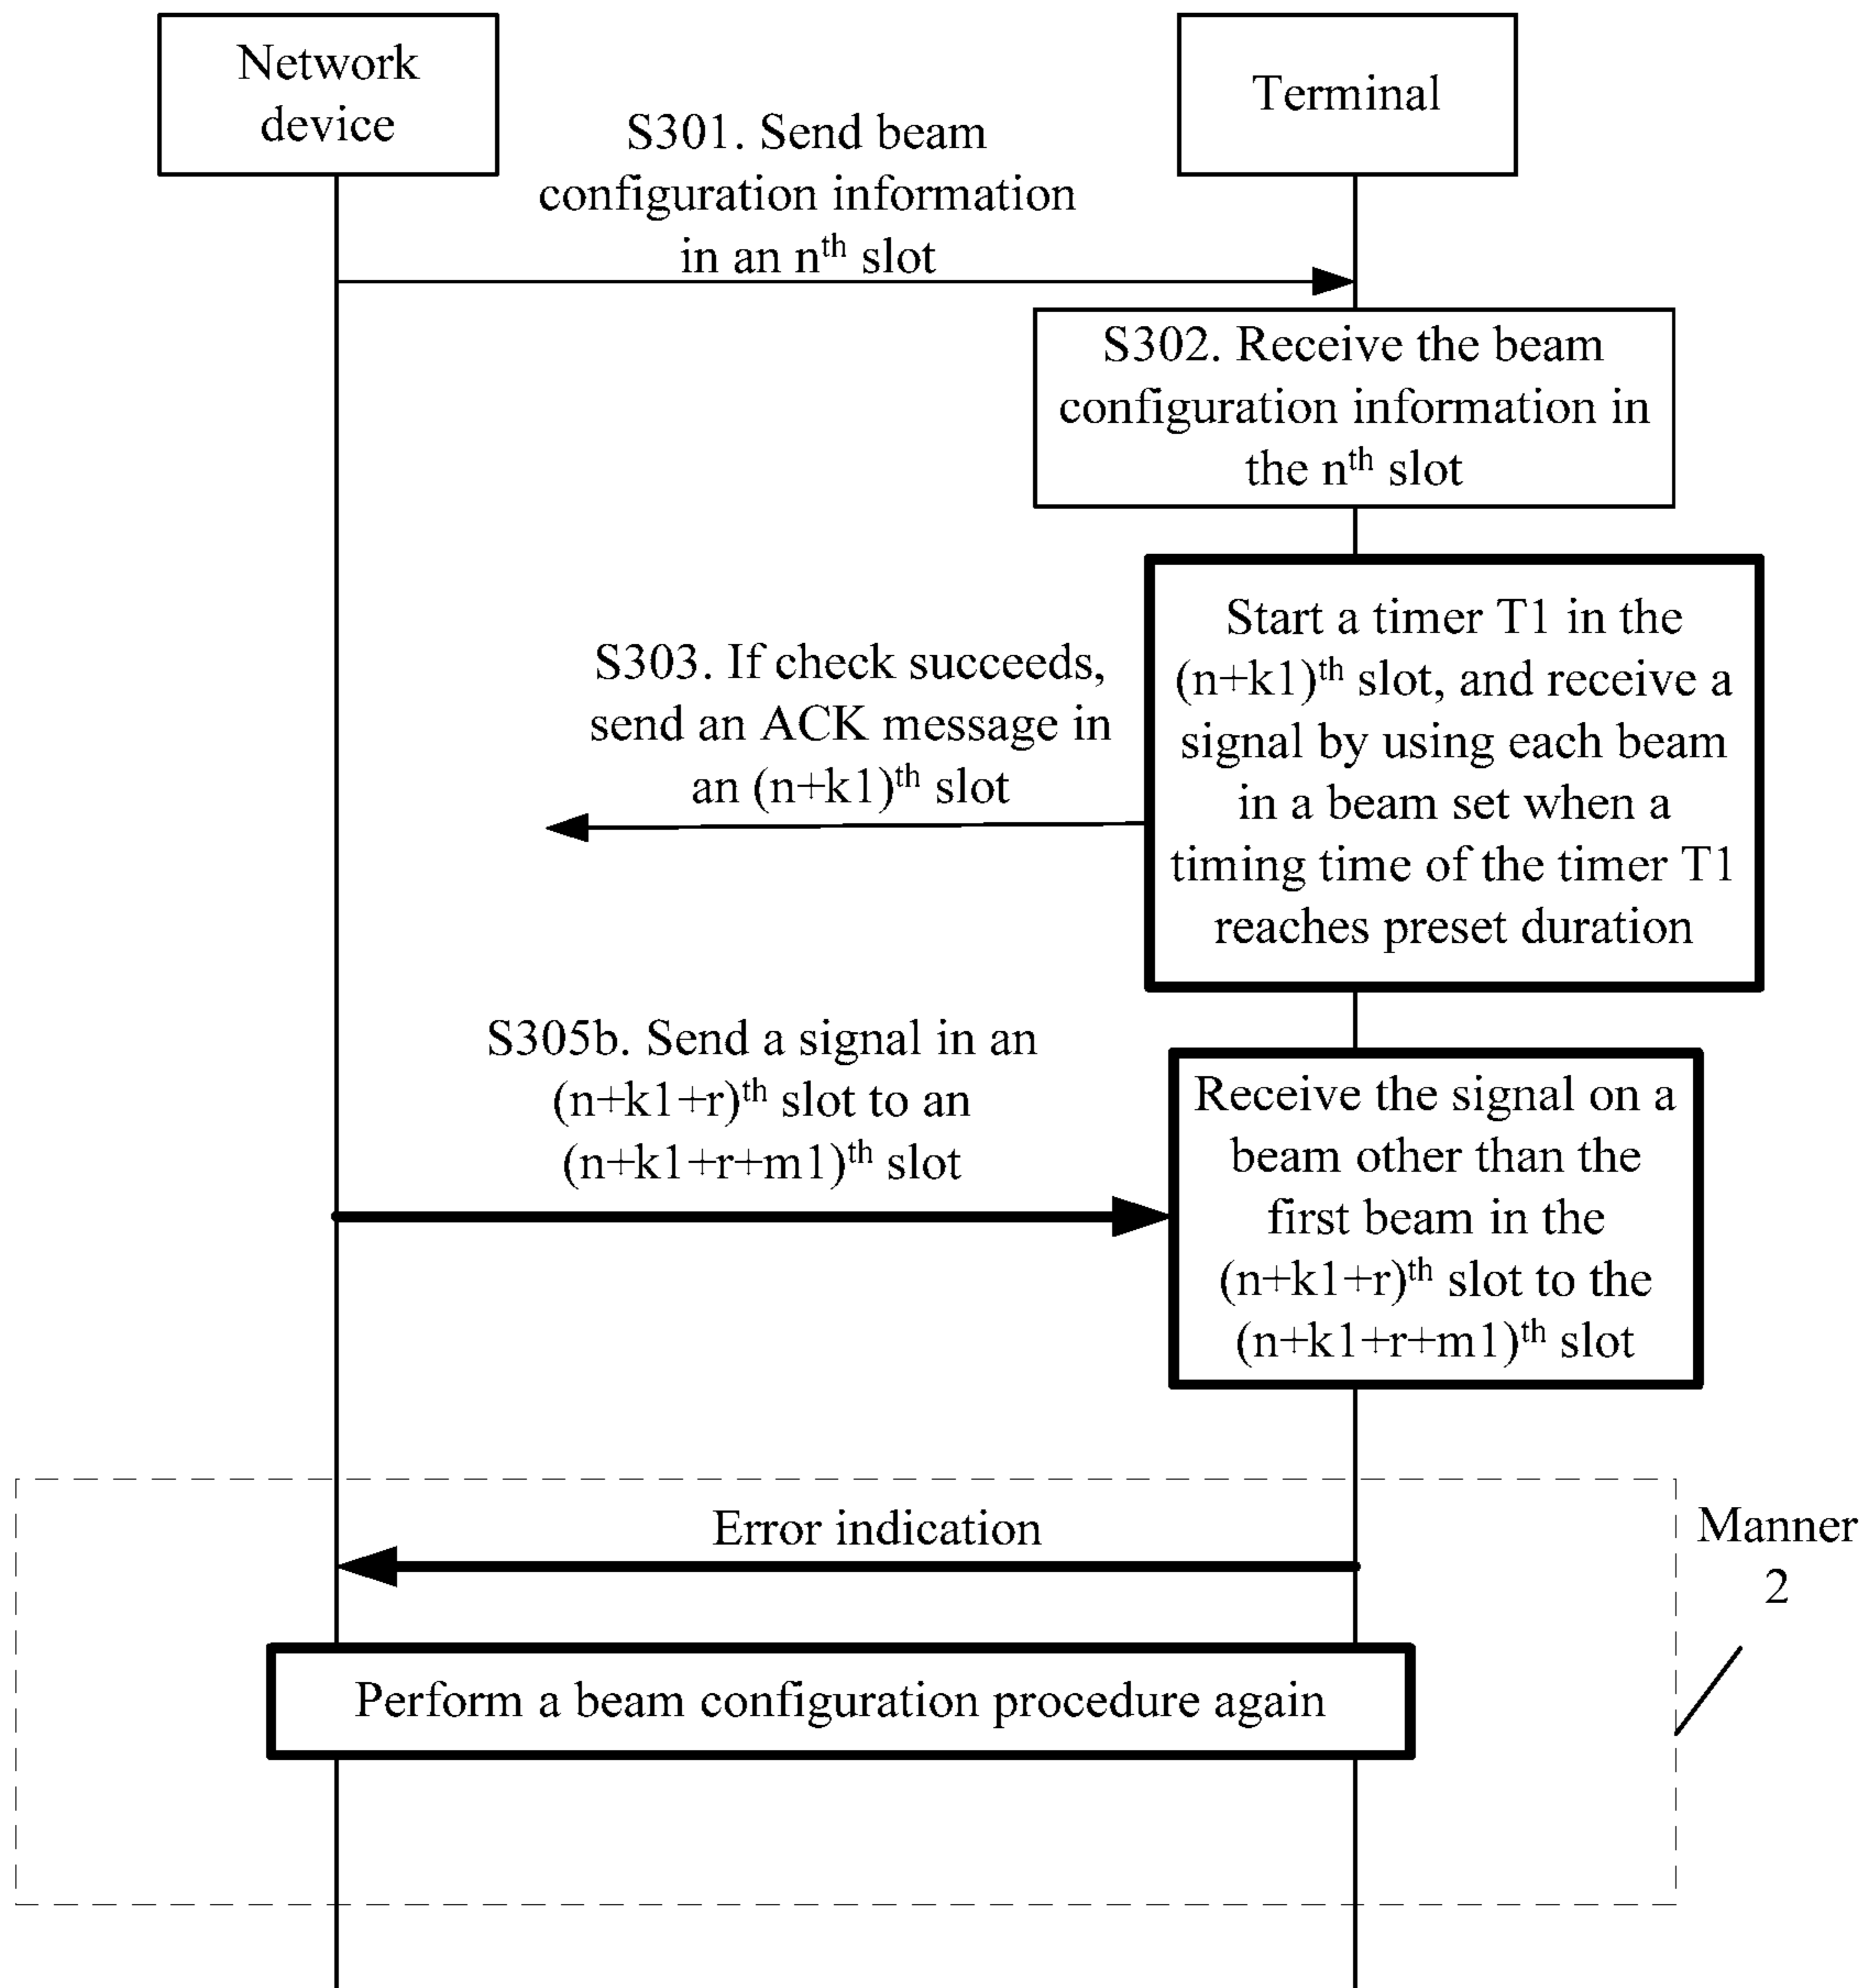 Network
device
Terminal
S301. Send beam
configuration information
in an nth slot
S302. Receive the beam
configuration information in
the nth slot
Start a timer T1 in the
(n+k1)th slot, and receive a
signal by using each beam
in a beam set when a
timing time of the timer T1
reaches preset duration
S303. If check succeeds,
send an ACK message in
an (n+k1)th slot
S305b. Send a signal in an
(n+k1+r)th slot to an
(n+k1+r+m1)th slot
Receive the signal on a
beam other than the
first beam in the
(n+k1+r)th slot to the
(n+k1+r+m1)th slot
Error indication
Manner
2
Perform a beam configuration procedure again